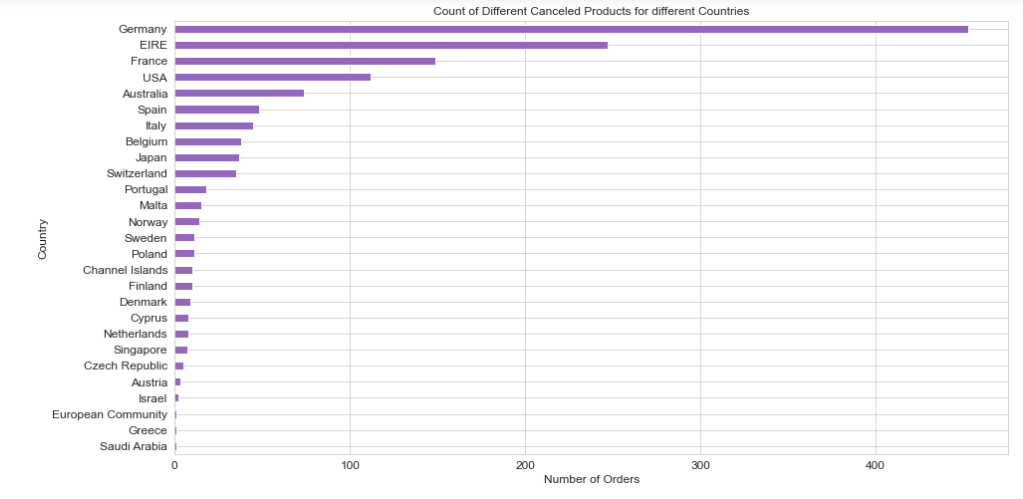 Count of Different Canceled Products for different Countries
Germany
EIRE
France
USA
Australia
Spain
Italy
Belgium
Japan
Switzerland
Portugal
Malta
Norway
Sweden
Poland
Channel Islands
Finland
Denmark
Cyprus
Netherlands
Singapore
Czech Republic
Austria
Israel
European Community
Greece
Saudi Arabia
Country
0 100 200 300 400
Number of Orders